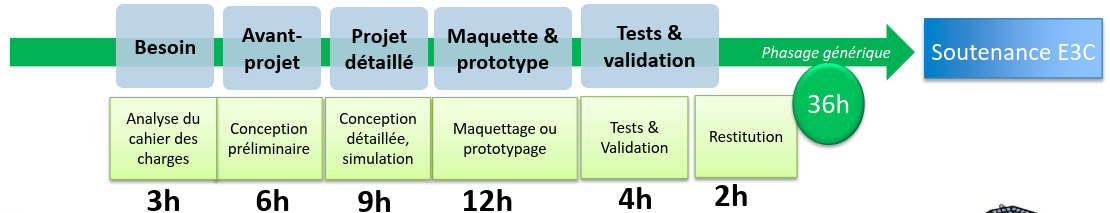 Besoin
Avant-
projet
Projet
détaillé
Maquette &
prototype
Tests &
validation
Phasage générique
Soutenance E3C
36h
Analyse du
cahier des
charges
Conception
préliminaire
Conception
détaillée,
simulation
Maquettage ou
prototypage
Tests &
Validation
Restitution
3h
6h
9h
12h
4h
2h